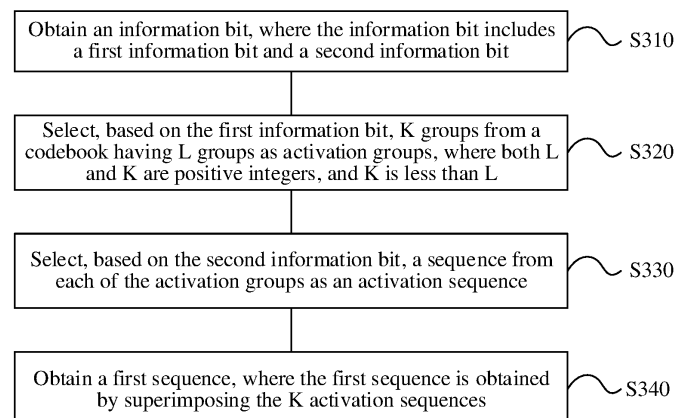 Obtain an information bit, where the information bit includes
a first information bit and a second information bit
S310
Select, based on the first information bit, K groups from a
codebook having L groups as activation groups, where both L
and K are positive integers, and K is less than L
S320
Select, based on the second information bit, a sequence from
each of the activation groups as an activation sequence
S330
Obtain a first sequence, where the first sequence is obtained
by superimposing the K activation sequences
S340